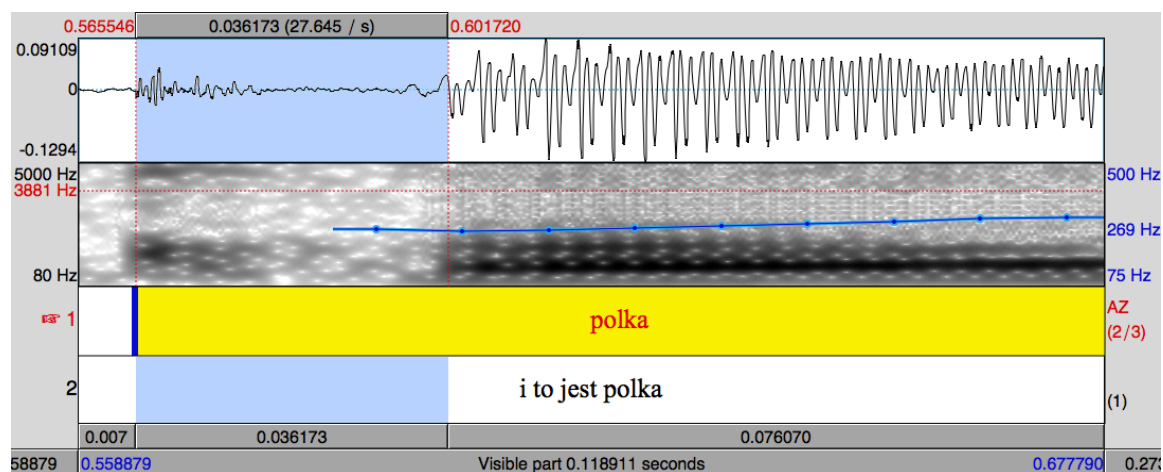 0.565546 0.036173 (27.645 / s) 0.601720
0.09109
0
-0.1294
5000 Hz 500 Hz
3881 Hz
269 Hz
80 Hz 75 Hz
1 polka AZ
(2/3)
2 i to jest polka (1)
0.007 0.036173 0.076070
58879 0.558879 Visible part 0.118911 seconds 0.677790 0.273